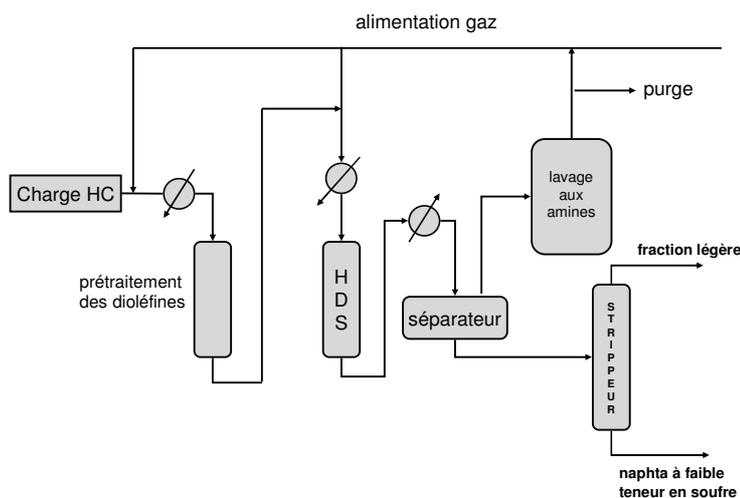 alimentation gaz
purge
Charge HC
lavage
aux
amines
prétraitement
des dioléfines
H
D
S
séparateur
fraction légère
S
T
R
I
P
P
E
U
R
naphta à faible
teneur en soufre